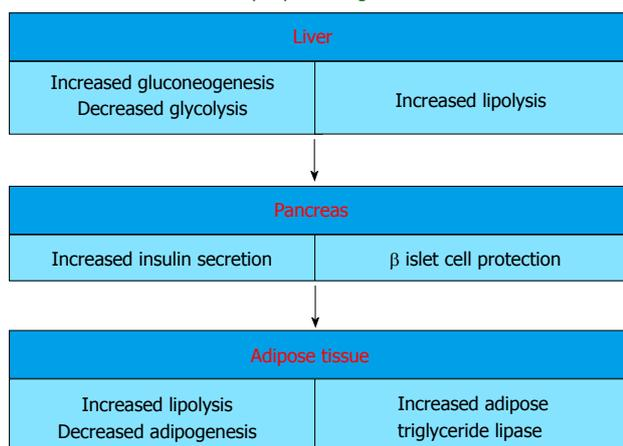 Liver
Increased gluconeogenesis
Decreased glycolysis
Increased lipolysis
Pancreas
Increased insulin secretion
β islet cell protection
Adipose tissue
Increased lipolysis
Decreased adipogenesis
Increased adipose
triglyceride lipase